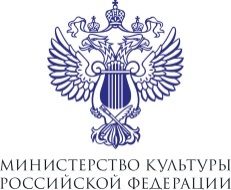 МИНИСТЕРСТВО КУЛЬТУРЫ
РОССИЙСКОЙ ФЕДЕРАЦИИ